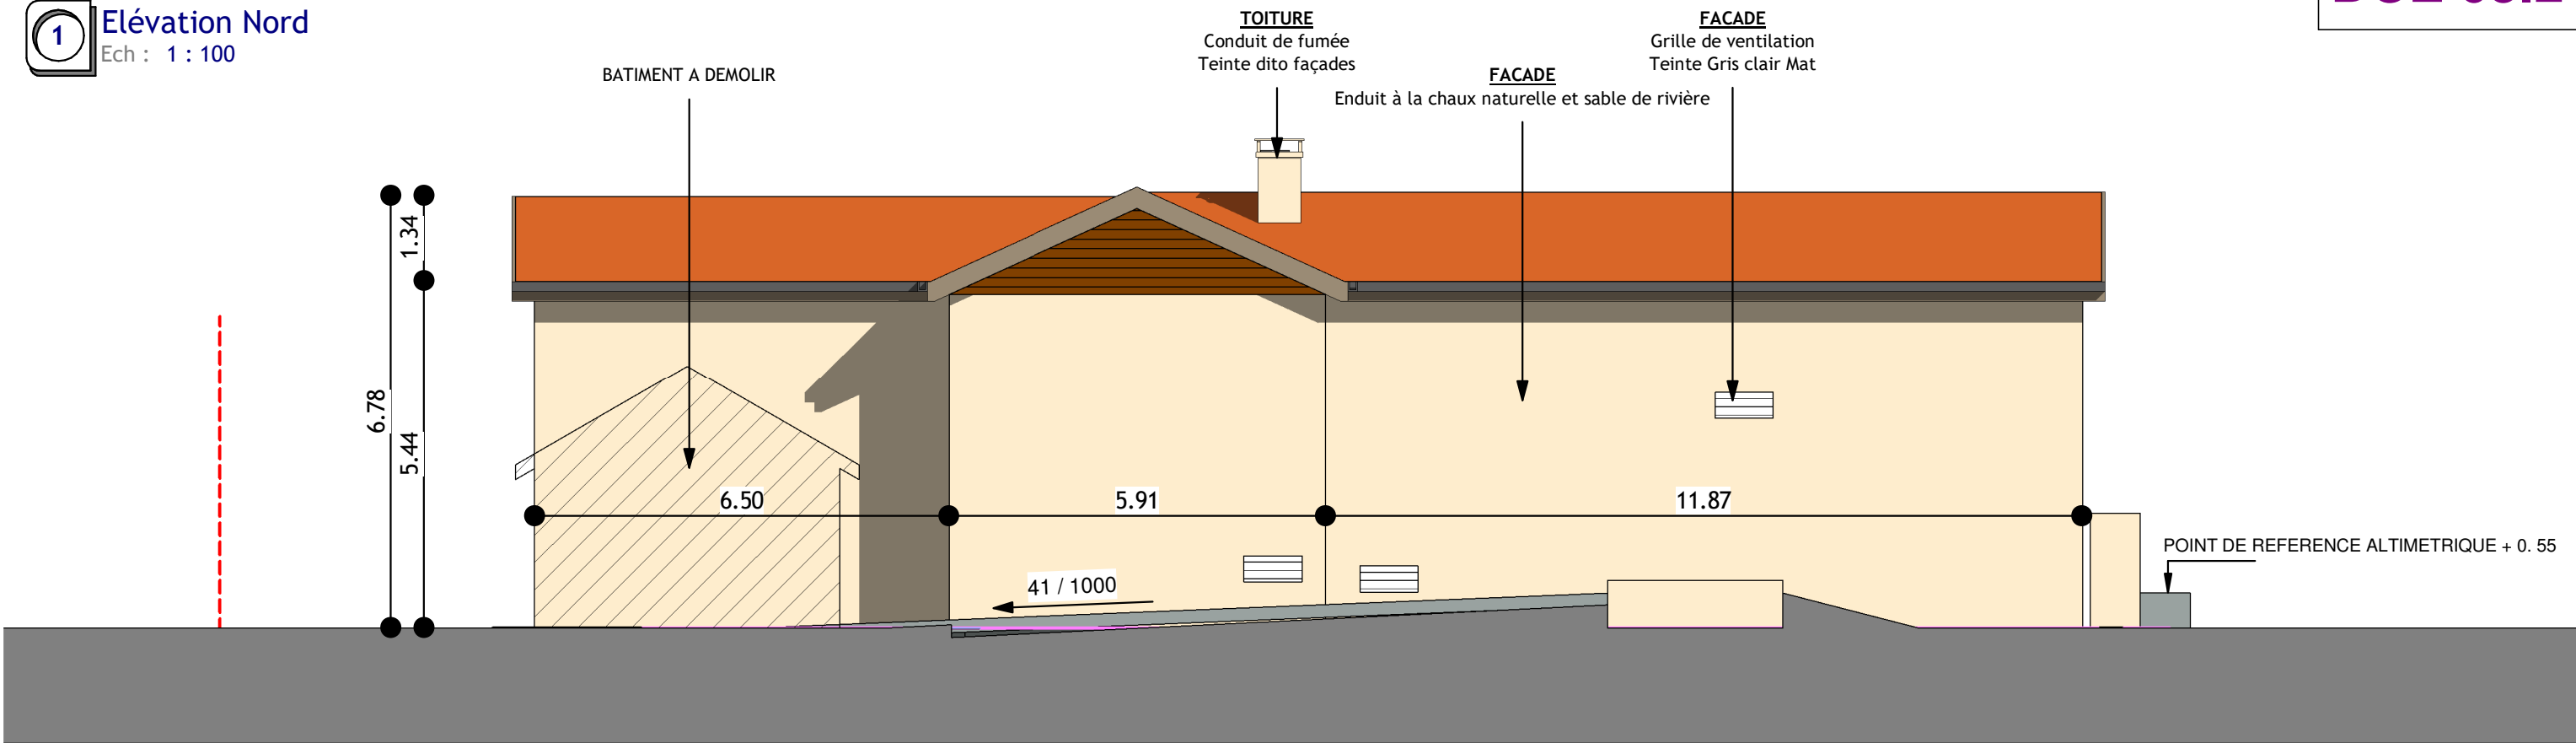 1
Elévation Nord
Ech : 1 : 100
BATIMENT A DEMOLIR
TOITURE
Conduit de fumée
Teinte dito façades
FACADE
Enduit à la chaux naturelle et sable de rivière
FACADE
Grille de ventilation
Teinte Gris clair Mat
1.34
6.78
5.44
6.50
5.91
11.87
41 / 1000
POINT DE REFERENCE ALTIMETRIQUE + 0. 55